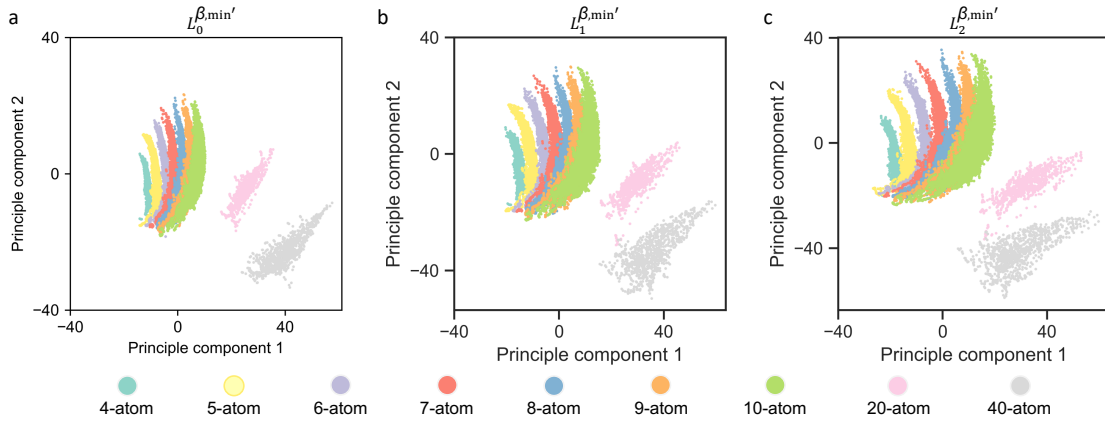 a
L₀^β,min′
b
L₁^β,min′
c
L₂^β,min′
Principle component 2
40
0
−40
−40
0
40
Principle component 1
Principle component 2
40
0
−40
−40
0
40
Principle component 1
Principle component 2
40
0
−40
−40
0
40
Principle component 1
4-atom
5-atom
6-atom
7-atom
8-atom
9-atom
10-atom
20-atom
40-atom